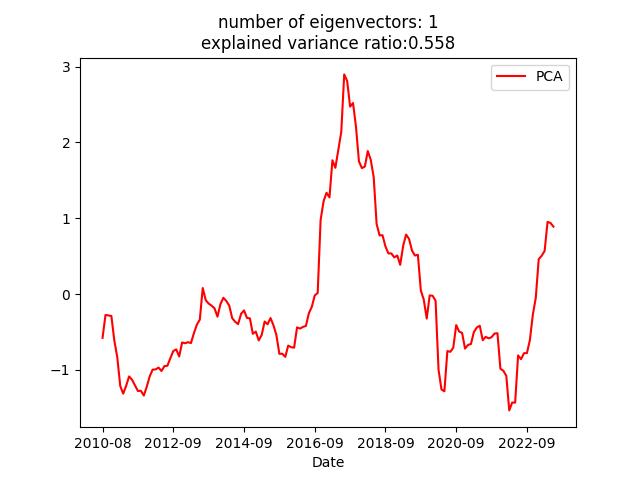 number of eigenvectors: 1
explained variance ratio:0.558
PCA
3
2
1
0
−1
2010-08 2012-09 2014-09 2016-09 2018-09 2020-09 2022-09
Date